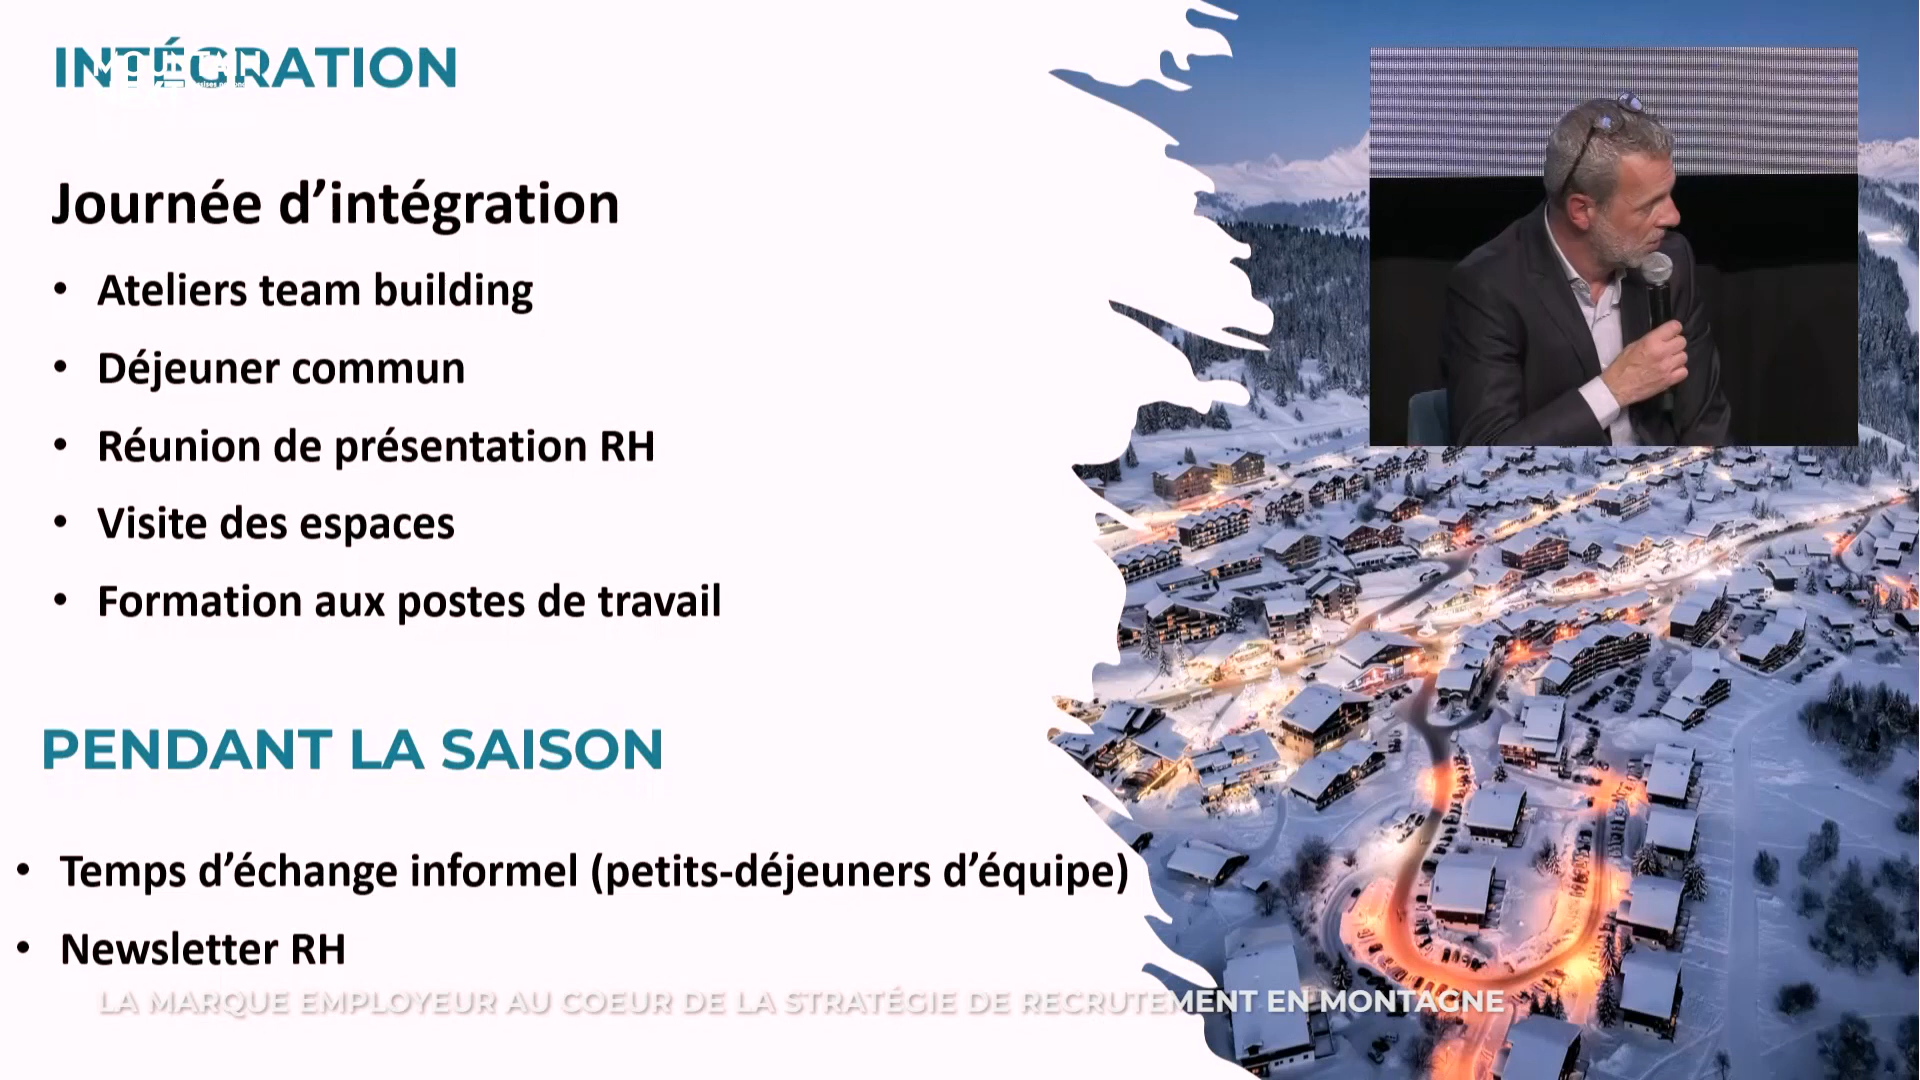 INTÉGRATION
MOUNTAIN
NEXT
Journée d’intégration
• Ateliers team building
• Déjeuner commun
• Réunion de présentation RH
• Visite des espaces
• Formation aux postes de travail
PENDANT LA SAISON
• Temps d’échange informel (petits-déjeuners d’équipe)
• Newsletter RH
LA MARQUE EMPLOYEUR AU COEUR DE LA STRATÉGIE DE RECRUTEMENT EN MONTAGNE